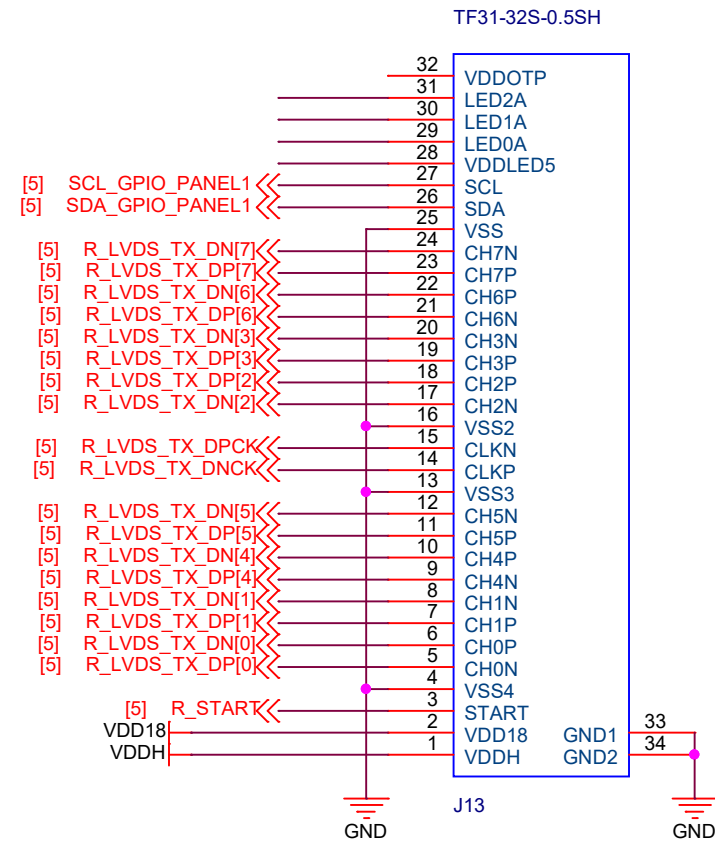 TF31-32S-0.5SH
32 VDDOTP
31 LED2A
30 LED1A
29 LED0A
28 VDDLED5
[5] SCL_GPIO_PANEL1 27 SCL
[5] SDA_GPIO_PANEL1 26 SDA
25 VSS
[5] R_LVDS_TX_DN[7] 24 CH7N
[5] R_LVDS_TX_DP[7] 23 CH7P
[5] R_LVDS_TX_DN[6] 22 CH6P
[5] R_LVDS_TX_DP[6] 21 CH6N
[5] R_LVDS_TX_DN[3] 20 CH3N
[5] R_LVDS_TX_DP[3] 19 CH3P
[5] R_LVDS_TX_DP[2] 18 CH2P
[5] R_LVDS_TX_DN[2] 17 CH2N
16 VSS2
[5] R_LVDS_TX_DPCK 15 CLKN
[5] R_LVDS_TX_DNCK 14 CLKP
13 VSS3
[5] R_LVDS_TX_DN[5] 12 CH5N
[5] R_LVDS_TX_DP[5] 11 CH5P
[5] R_LVDS_TX_DN[4] 10 CH4P
[5] R_LVDS_TX_DP[4] 9 CH4N
[5] R_LVDS_TX_DN[1] 8 CH1N
[5] R_LVDS_TX_DP[1] 7 CH1P
[5] R_LVDS_TX_DN[0] 6 CH0P
[5] R_LVDS_TX_DP[0] 5 CH0N
4 VSS4
[5] R_START 3 START
VDD18 2 VDD18 GND1 33
VDDH 1 VDDH GND2 34
J13
GND GND